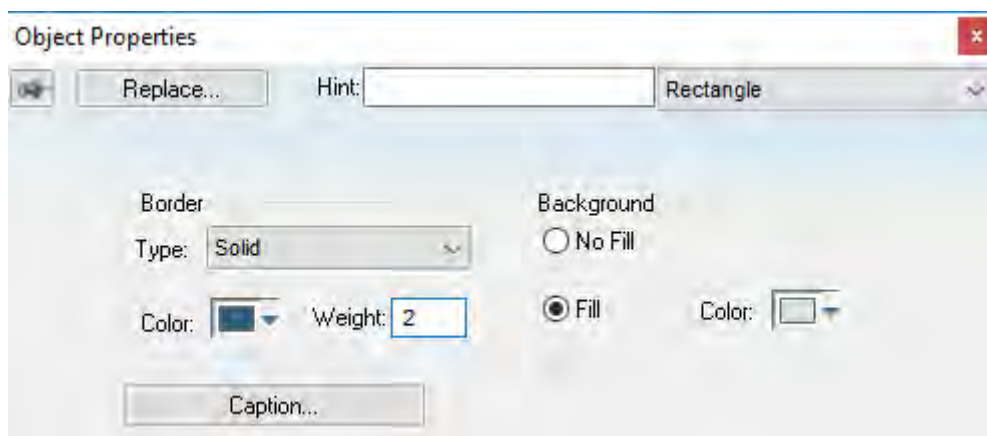 Object Properties
x
Replace... Hint: Rectangle
Border Background
Type: Solid No Fill
Color: Weight: 2 Fill Color:
Caption...